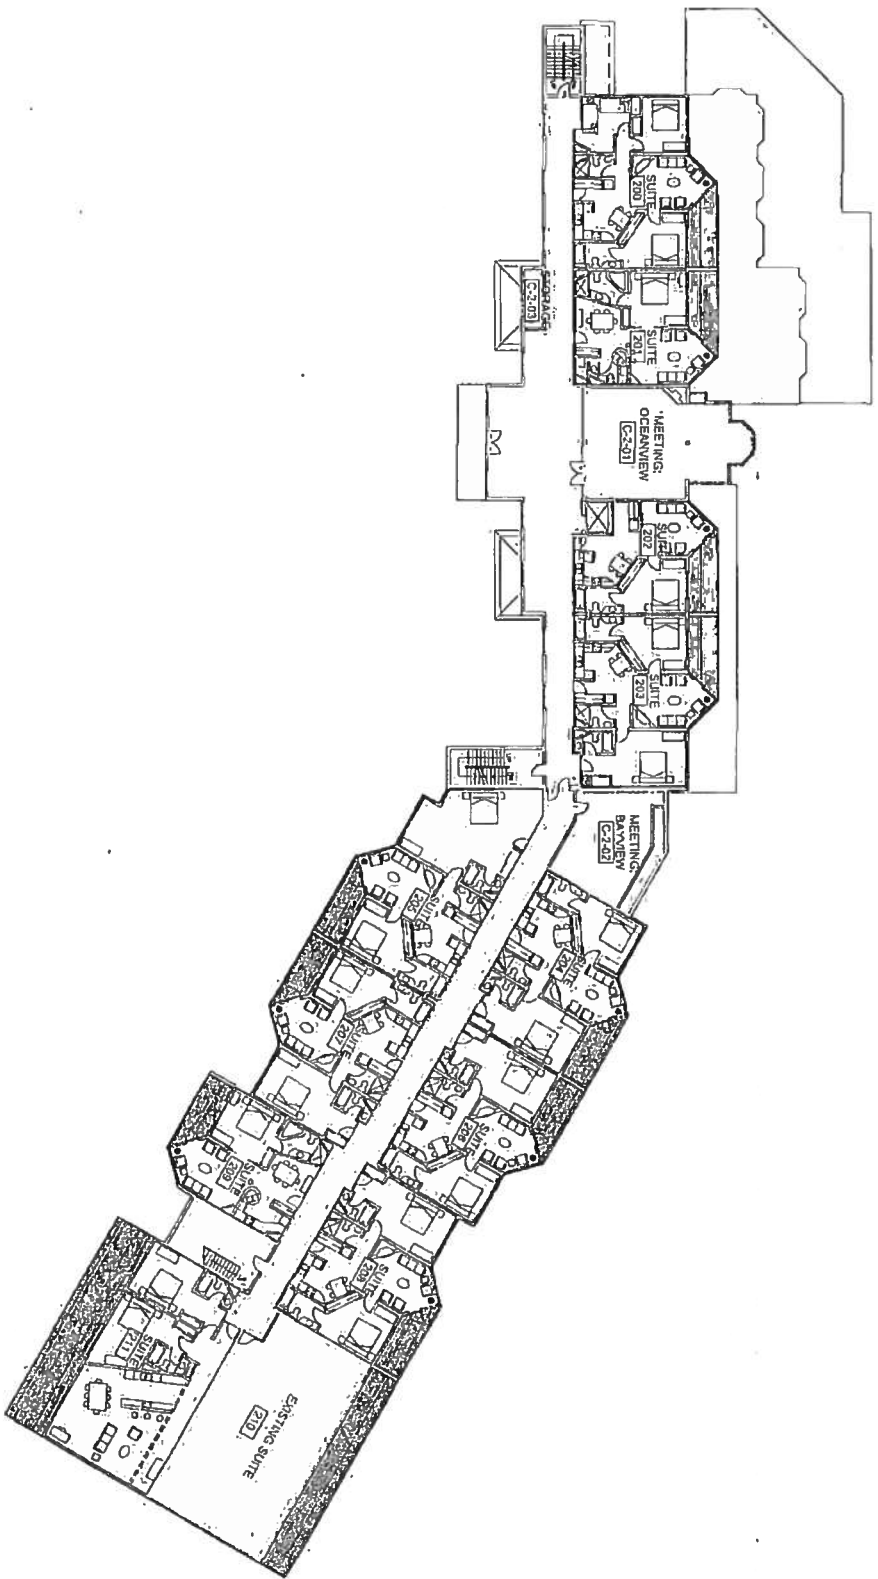 SUITE
200
STORAGE
C-2-03
SUITE
201
MEETING:
OCEANVIEW
C-2-01
SUITE
202
SUITE
203
MEETING:
BAYVIEW
C-2-02
SUITE
204
SUITE
205
SUITE
206
SUITE
207
SUITE
208
SUITE
209
EXISTING SUITE
210
SUITE
211